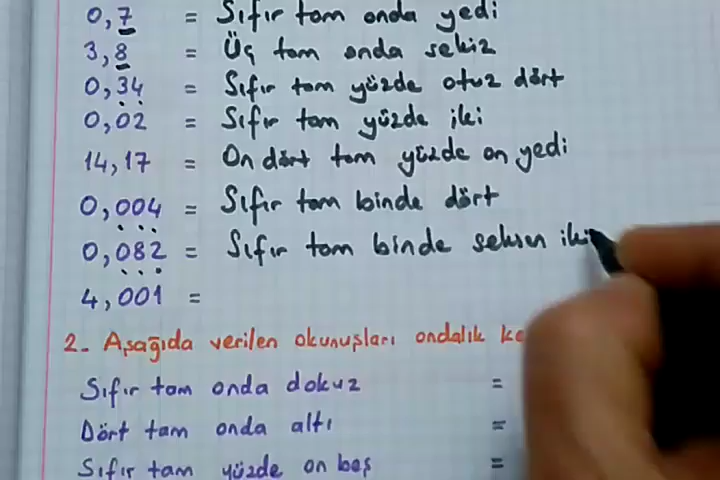 0,7 = Sıfır tam onda yedi
3,8 = Üç tam onda sekiz
0,34 = Sıfır tam yüzde otuz dört
0,02 = Sıfır tam yüzde iki
14,17 = On dört tam yüzde on yedi
0,004 = Sıfır tam binde dört
0,082 = Sıfır tam binde seksen iki
4,001 =
2- Aşağıda verilen okunuşları ondalık ke
Sıfır tam onda dokuz =
Dört tam onda altı =
Sıfır tam yüzde on beş =